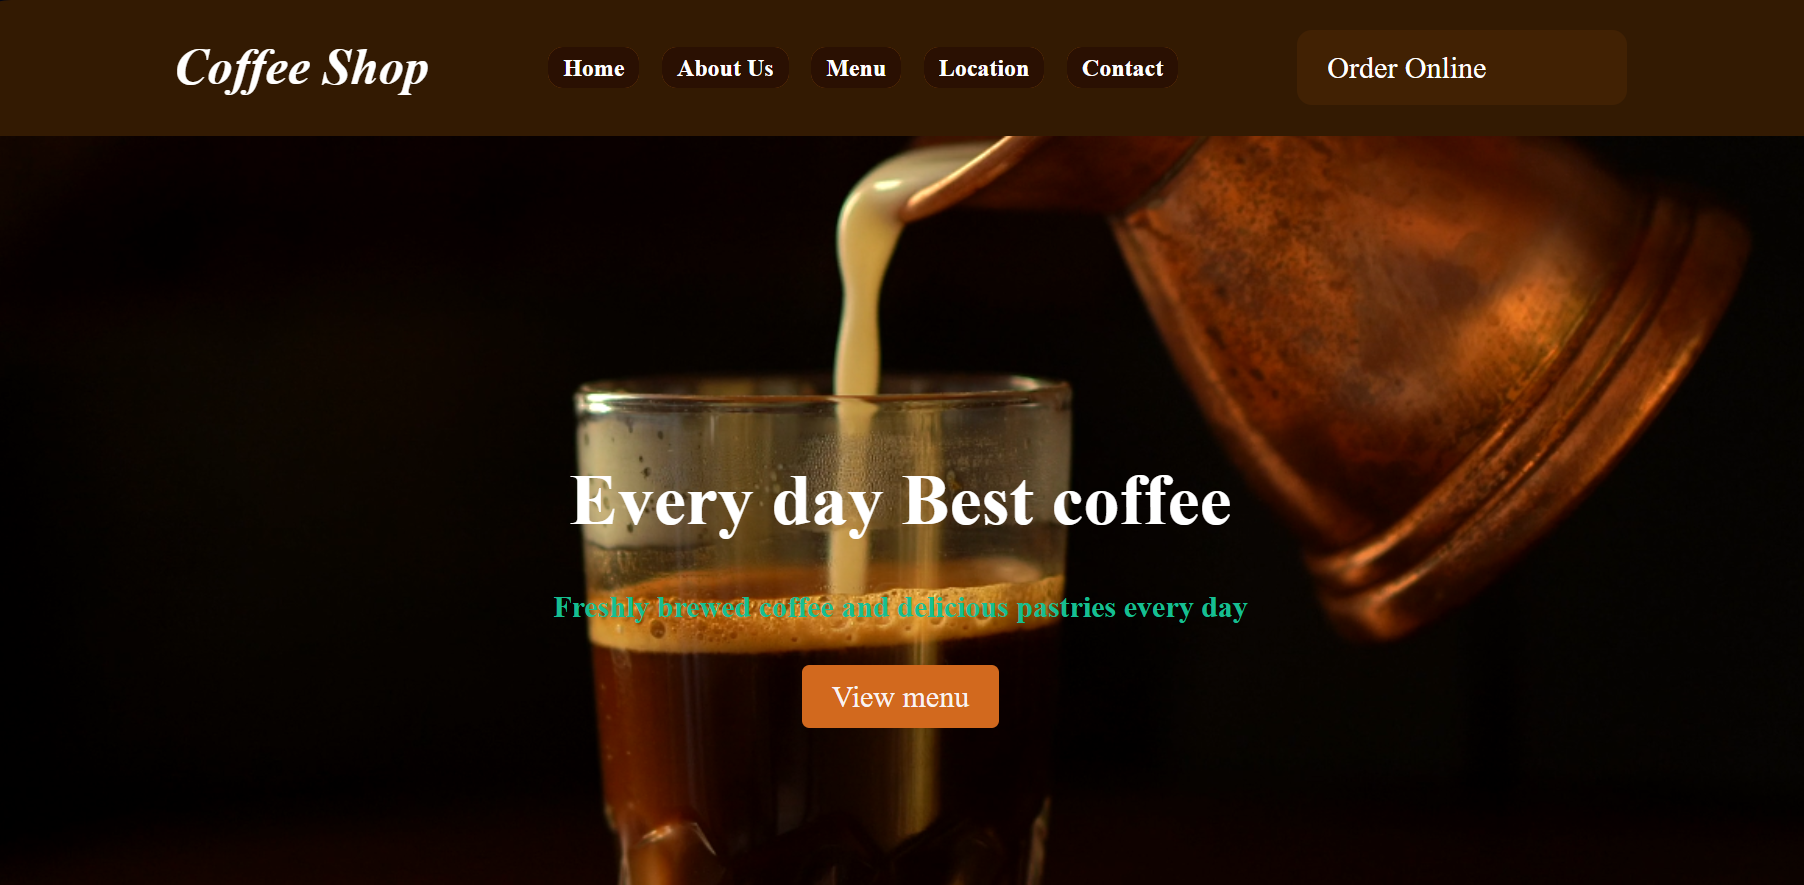 Coffee Shop
Home
About Us
Menu
Location
Contact
Order Online
Every day Best coffee
Freshly brewed coffee and delicious pastries every day
View menu